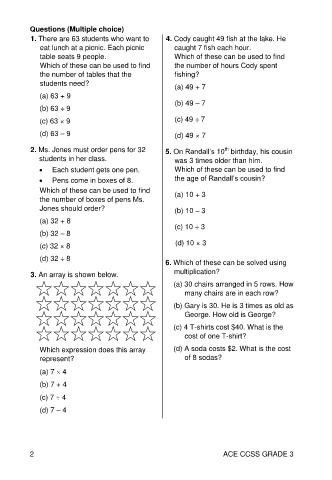 Questions (Multiple choice)
1. There are 63 students who want to
eat lunch at a picnic. Each picnic
table seats 9 people.
Which of these can be used to find
the number of tables that the
students need?
(a) 63 + 9
(b) 63 ÷ 9
(c) 63 × 9
(d) 63 – 9
2. Ms. Jones must order pens for 32
students in her class.
• Each student gets one pen.
• Pens come in boxes of 8.
Which of these can be used to find
the number of boxes of pens Ms.
Jones should order?
(a) 32 + 8
(b) 32 – 8
(c) 32 × 8
(d) 32 ÷ 8
3. An array is shown below.
Which expression does this array
represent?
(a) 7 × 4
(b) 7 + 4
(c) 7 ÷ 4
(d) 7 – 4
4. Cody caught 49 fish at the lake. He
caught 7 fish each hour.
Which of these can be used to find
the number of hours Cody spent
fishing?
(a) 49 + 7
(b) 49 – 7
(c) 49 ÷ 7
(d) 49 × 7
5. On Randall's 10th birthday, his cousin
was 3 times older than him.
Which of these can be used to find
the age of Randall's cousin?
(a) 10 + 3
(b) 10 – 3
(c) 10 ÷ 3
(d) 10 × 3
6. Which of these can be solved using
multiplication?
(a) 30 chairs arranged in 5 rows. How
many chairs are in each row?
(b) Gary is 30. He is 3 times as old as
George. How old is George?
(c) 4 T-shirts cost $40. What is the
cost of one T-shirt?
(d) A soda costs $2. What is the cost
of 8 sodas?
2 ACE CCSS GRADE 3